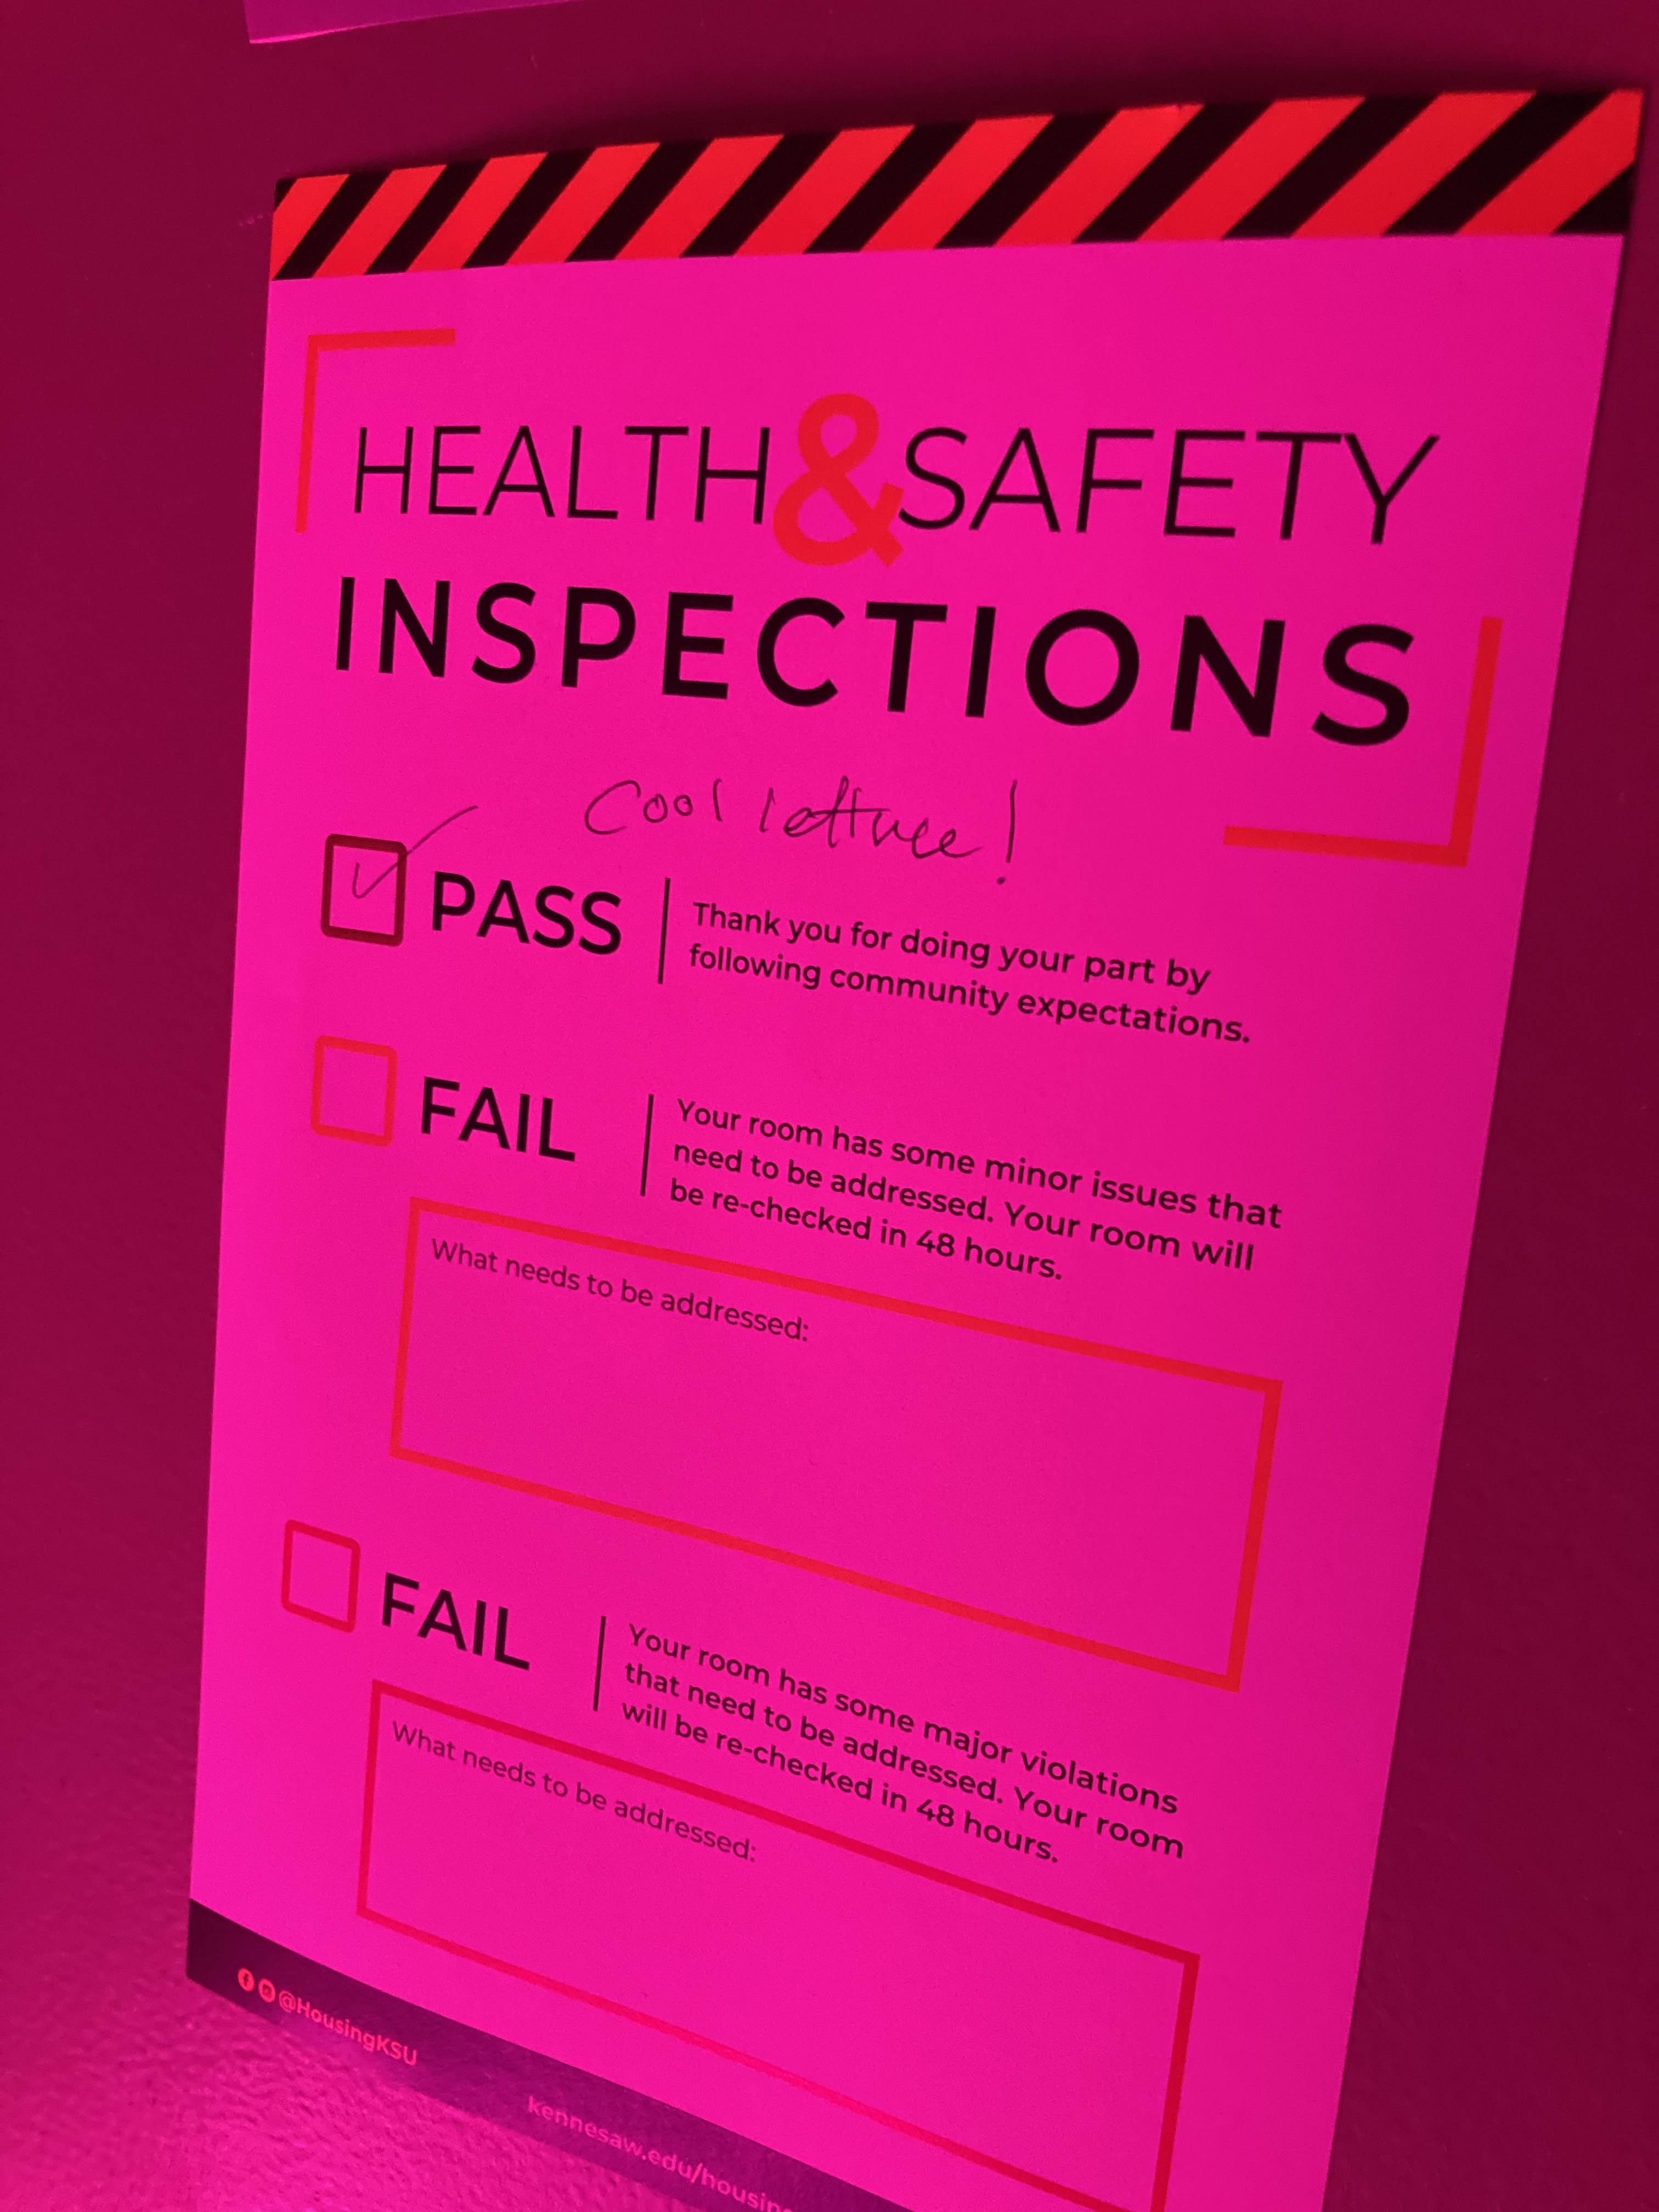 HEALTH & SAFETY
INSPECTIONS
Cool lettuce!
PASS
Thank you for doing your part by
following community expectations.
FAIL
Your room has some minor issues that
need to be addressed. Your room will
be re-checked in 48 hours.
What needs to be addressed:
FAIL
Your room has some major violations
that need to be addressed. Your room
will be re-checked in 48 hours.
What needs to be addressed:
@HousingKSU
kennesaw.edu/housing